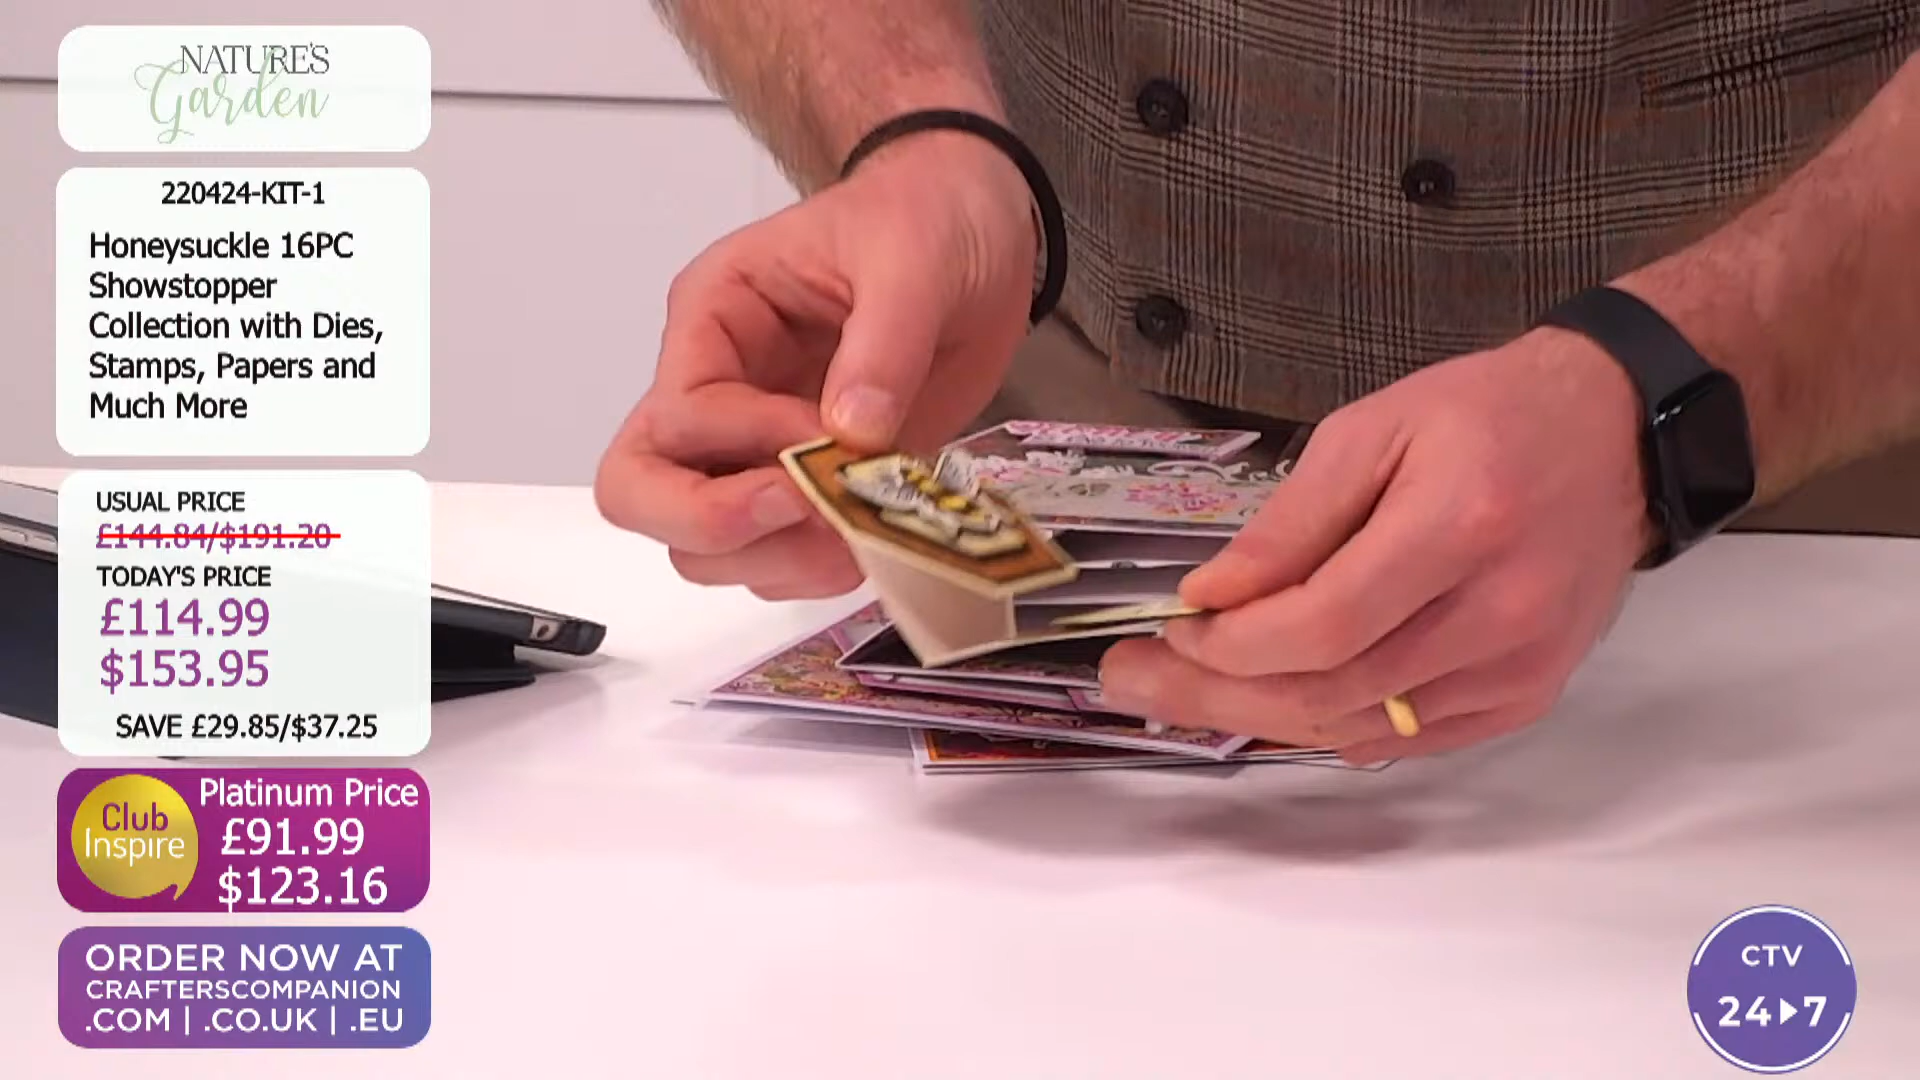 NATURE'S
Garden
220424-KIT-1
Honeysuckle 16PC
Showstopper
Collection with Dies,
Stamps, Papers and
Much More
USUAL PRICE
£144.84/$191.20
TODAY'S PRICE
£114.99
$153.95
SAVE £29.85/$37.25
Club
Inspire
Platinum Price
£91.99
$123.16
ORDER NOW AT
CRAFTERSCOMPANION
.COM | .CO.UK | .EU
CTV
24▶7